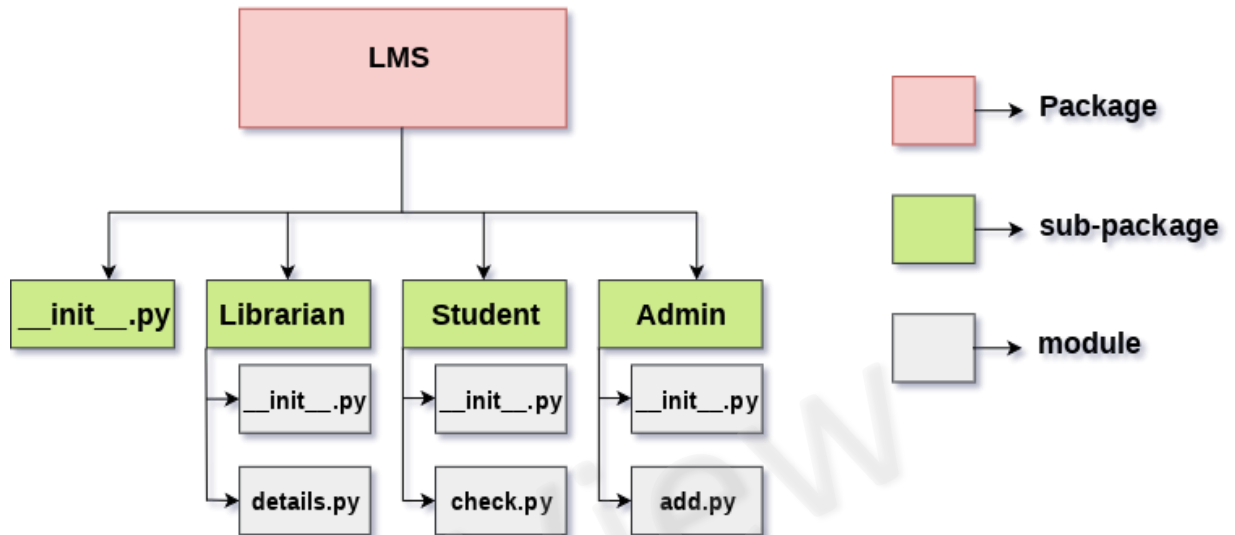 LMS
Package
sub-package
module
__init__.py
Librarian
Student
Admin
__init__.py
__init__.py
__init__.py
details.py
check.py
add.py
view